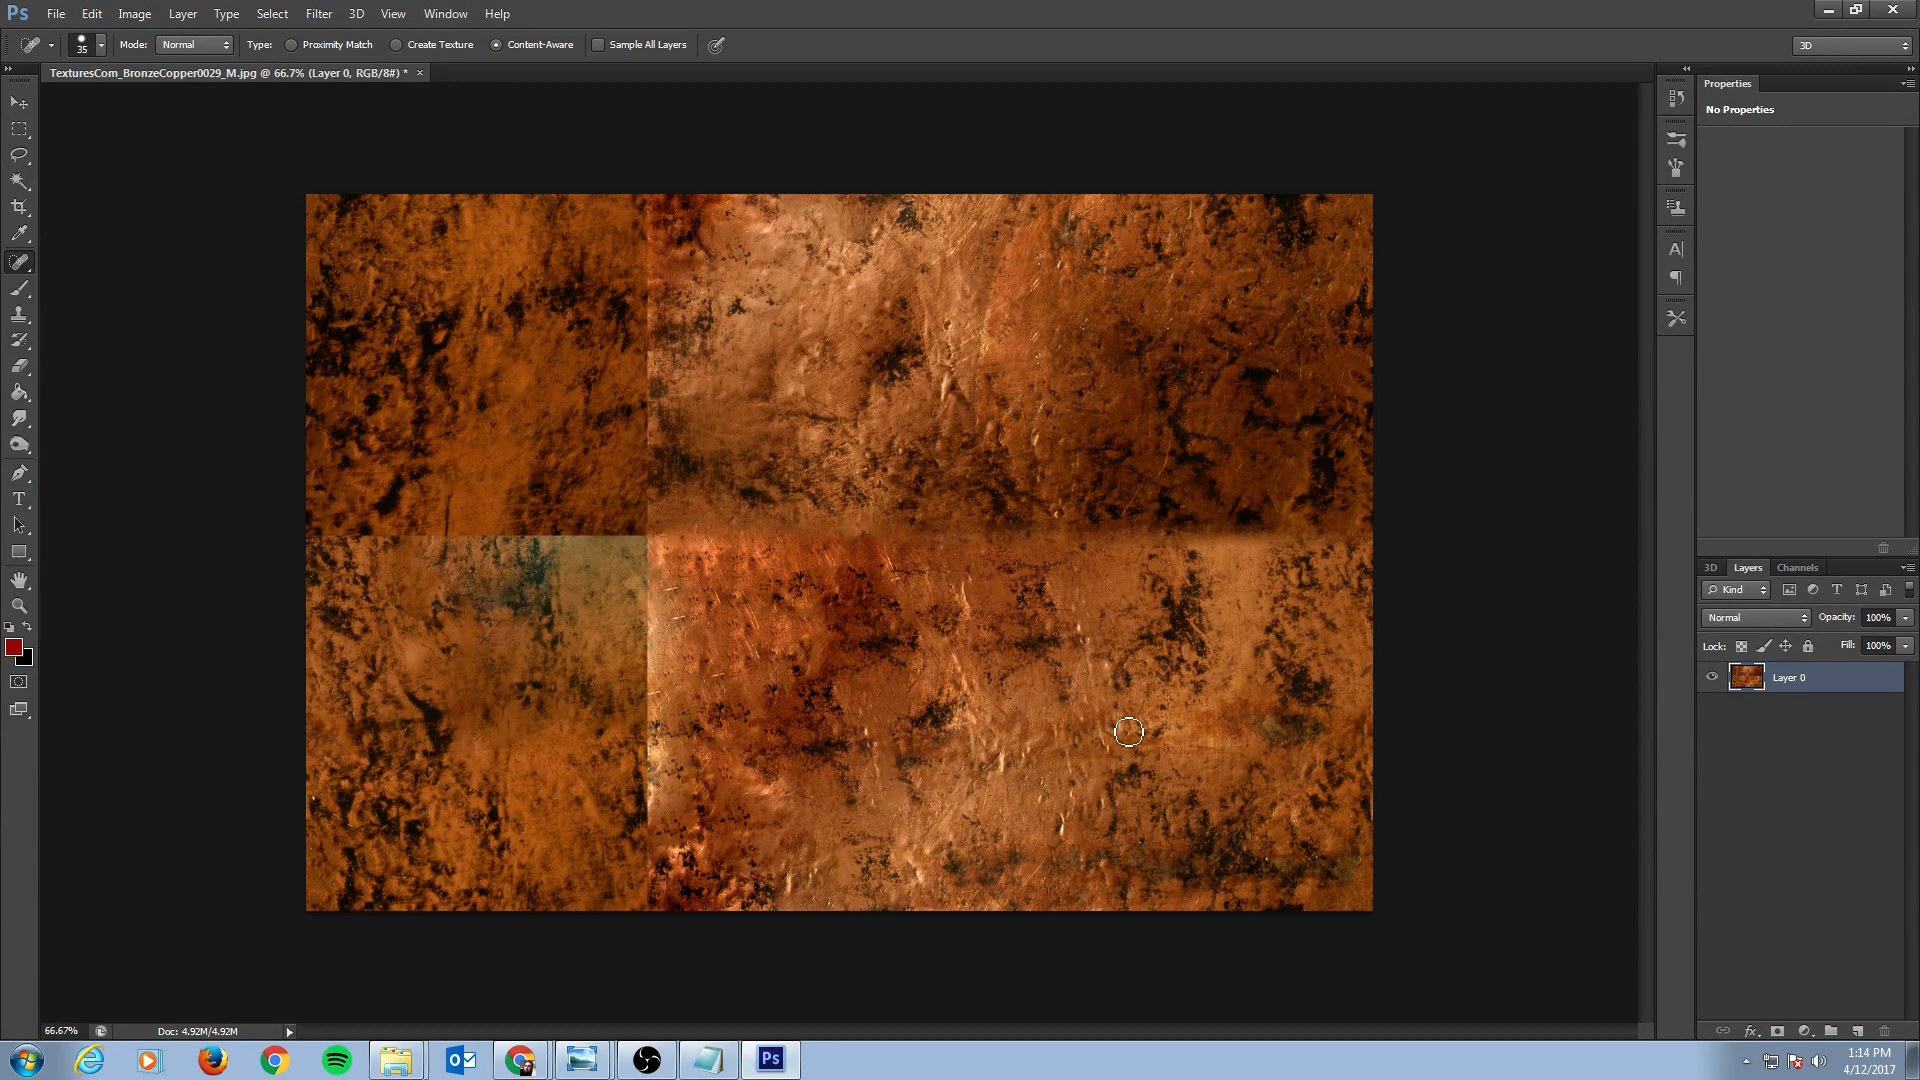 Ps File Edit Image Layer Type Select Filter 3D View Window Help
35 Mode: Normal Type: Proximity Match Create Texture Content-Aware Sample All Layers 3D
TexturesCom_BronzeCopper0029_M.jpg @ 66.7% (Layer 0, RGB/8#) * ×
Properties
No Properties
3D Layers Channels
Kind
Normal Opacity: 100%
Lock: Fill: 100%
Layer 0
66.67% Doc: 4.92M/4.92M
fx
1:14 PM
4/12/2017
Ps